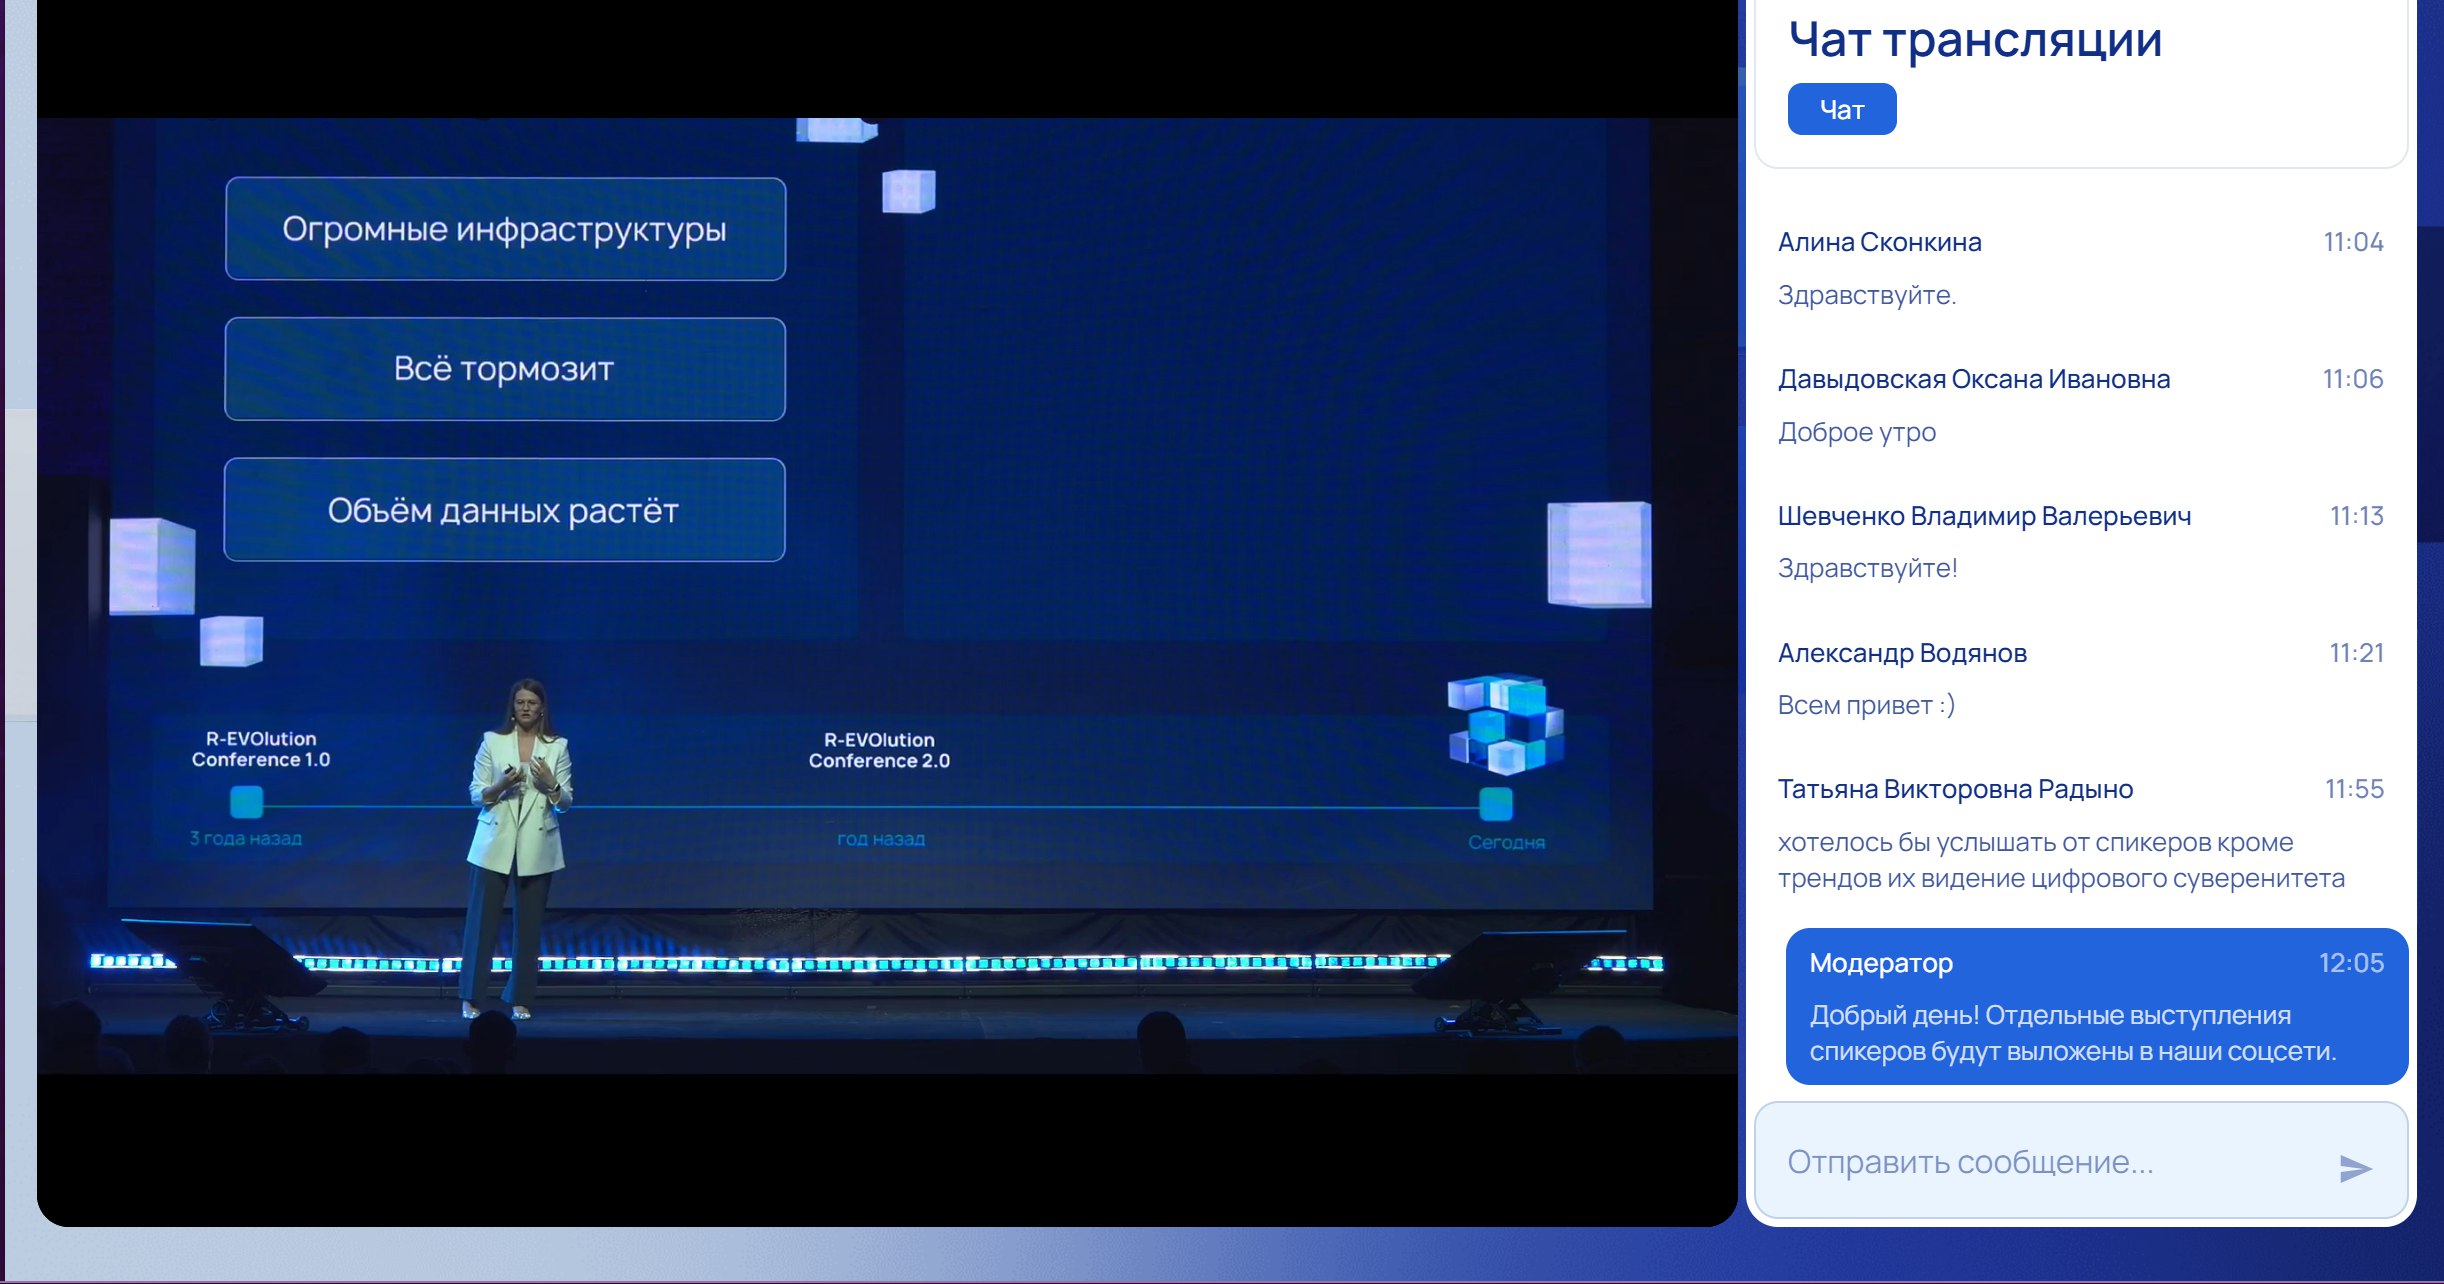 Огромные инфраструктуры
Всё тормозит
Объём данных растёт
R-EVOlution
Conference 1.0
3 года назад
R-EVOlution
Conference 2.0
год назад
Сегодня
Чат трансляции
Чат
Алина Сконкина 11:04
Здравствуйте.
Давыдовская Оксана Ивановна 11:06
Доброе утро
Шевченко Владимир Валерьевич 11:13
Здравствуйте!
Александр Водянов 11:21
Всем привет :)
Татьяна Викторовна Радыно 11:55
хотелось бы услышать от спикеров кроме
трендов их видение цифрового суверенитета
Модератор 12:05
Добрый день! Отдельные выступления
спикеров будут выложены в наши соцсети.
Отправить сообщение...